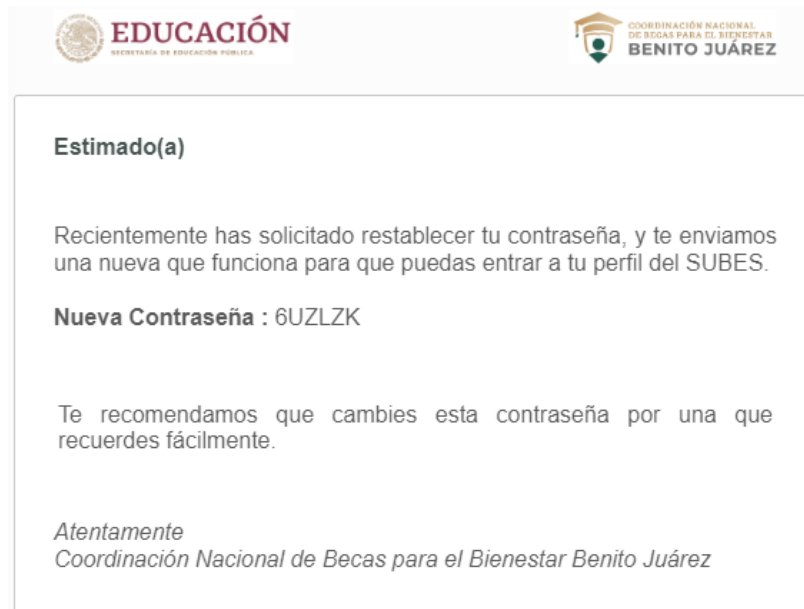 EDUCACIÓN
SECRETARÍA DE EDUCACIÓN PÚBLICA
COORDINACIÓN NACIONAL
DE BECAS PARA EL BIENESTAR
BENITO JUÁREZ
Estimado(a)
Recientemente has solicitado restablecer tu contraseña, y te enviamos
una nueva que funciona para que puedas entrar a tu perfil del SUBES.
Nueva Contraseña : 6UZLZK
Te recomendamos que cambies esta contraseña por una que
recuerdes fácilmente.
Atentamente
Coordinación Nacional de Becas para el Bienestar Benito Juárez